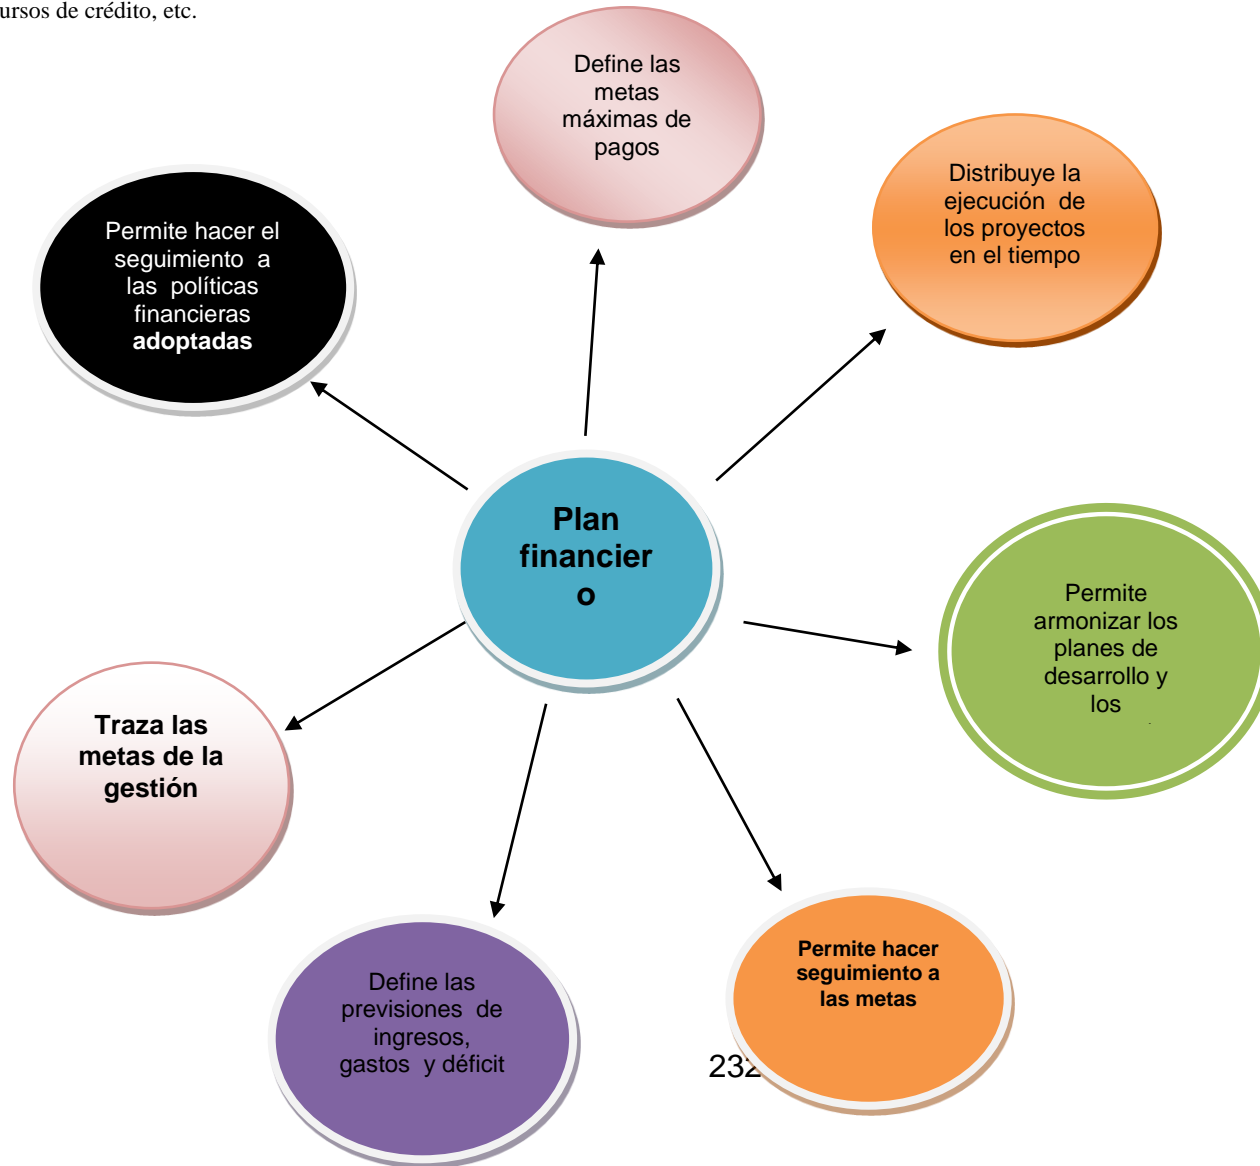 ursos de crédito, etc.
Define las
metas
máximas de
pagos
Distribuye la
ejecución de
los proyectos
en el tiempo
Permite hacer el
seguimiento a
las políticas
financieras
adoptadas
Plan
financier
o
Permite
armonizar los
planes de
desarrollo y
los
Traza las
metas de la
gestión
Permite hacer
seguimiento a
las metas
Define las
previsiones de
ingresos,
gastos y déficit
232